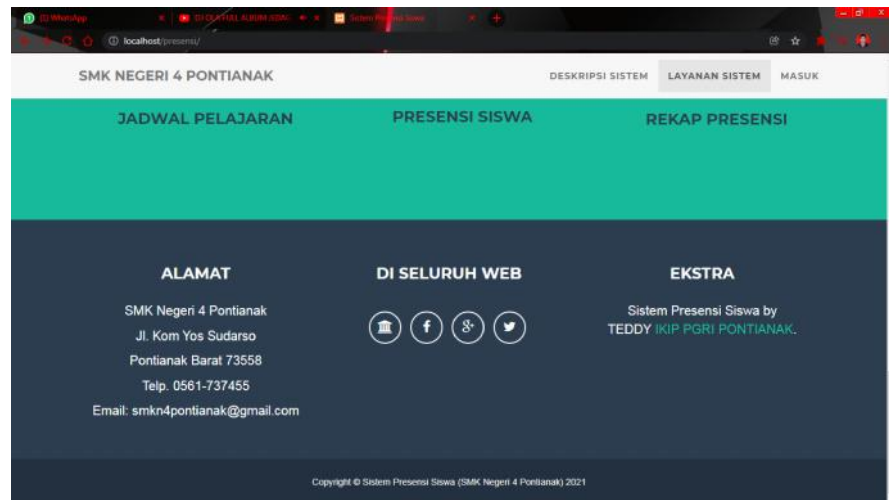 WhatsApp
localhost/presensi/
SMK NEGERI 4 PONTIANAK
DESKRIPSI SISTEM
LAYANAN SISTEM
MASUK
JADWAL PELAJARAN
PRESENSI SISWA
REKAP PRESENSI
ALAMAT
SMK Negeri 4 Pontianak
Jl. Kom Yos Sudarso
Pontianak Barat 73558
Telp. 0561-737455
Email: smkn4pontianak@gmail.com
DI SELURUH WEB
EKSTRA
Sistem Presensi Siswa by
TEDDY IKIP PGRI PONTIANAK.
Copyright © Sistem Presensi Siswa (SMK Negeri 4 Pontianak) 2021